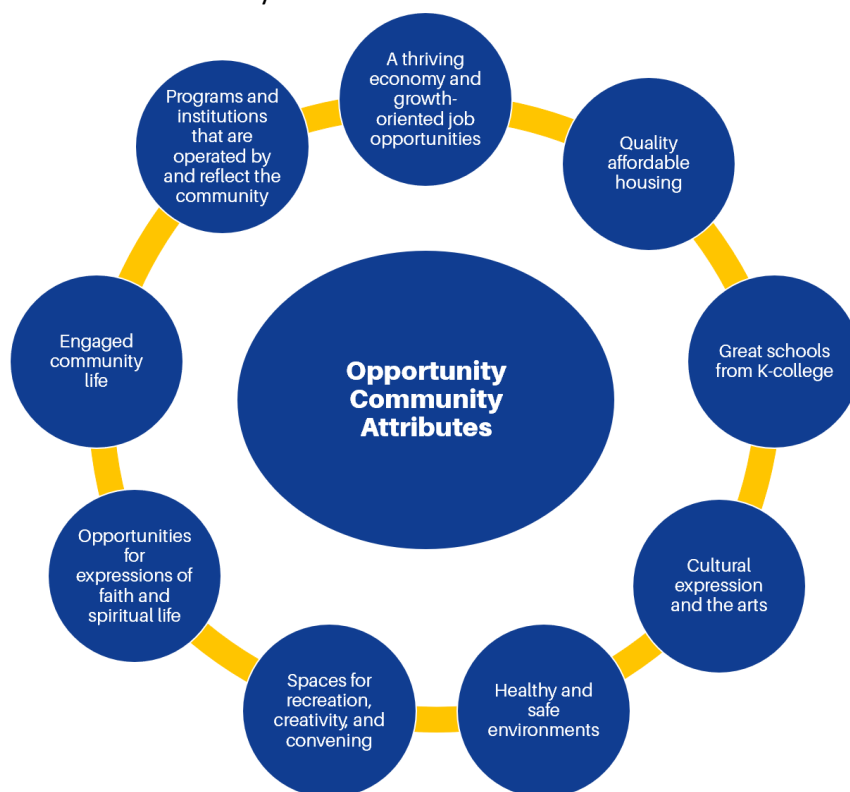 A thriving
economy and
growth-
oriented job
opportunities
Quality
affordable
housing
Great schools
from K-college
Cultural
expression
and the arts
Healthy and
safe
environments
Spaces for
recreation,
creativity, and
convening
Opportunities
for
expressions of
faith and
spiritual life
Engaged
community
life
Programs and
institutions
that are
operated by
and reflect the
community
Opportunity
Community
Attributes